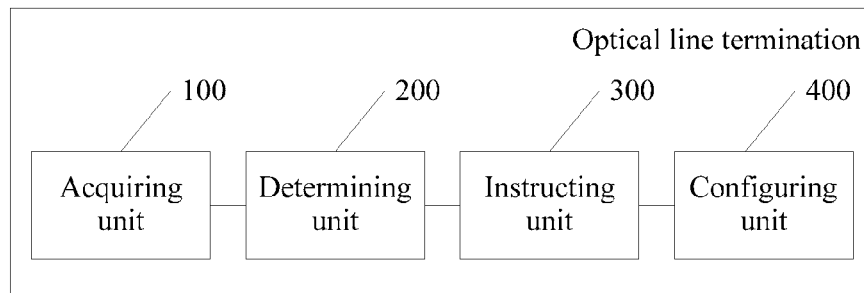 Optical line termination
100
200
300
400
Acquiring
unit
Determining
unit
Instructing
unit
Configuring
unit